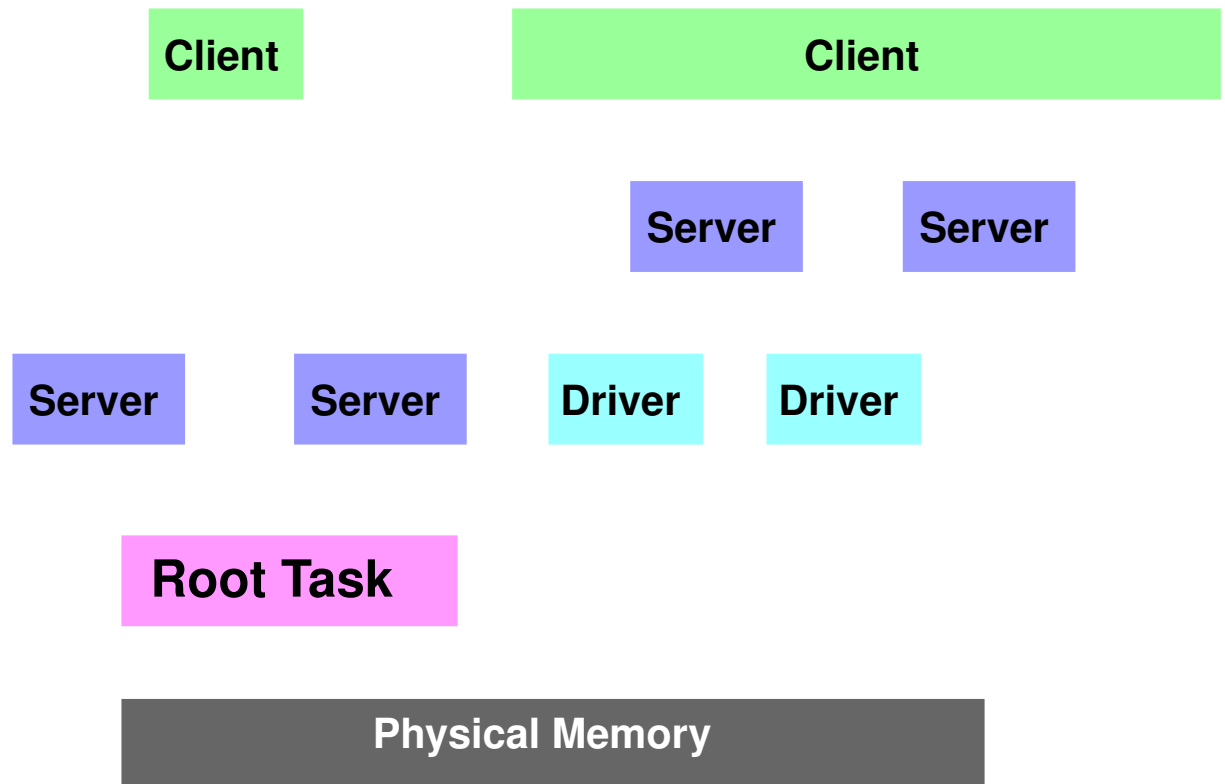 Client Client
Server Server
Server Server Driver Driver
Root Task
Physical Memory